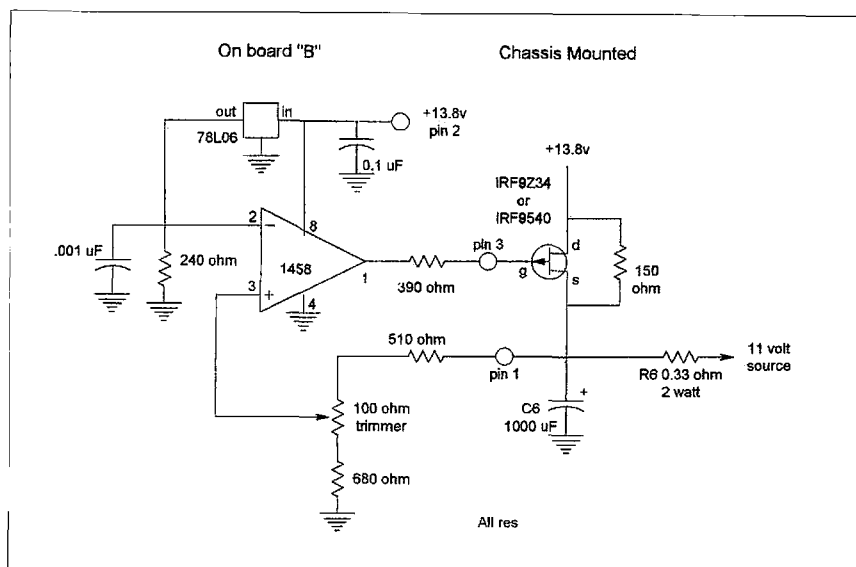 On board "B"
Chassis Mounted
out
in
78L06
+13.8v
pin 2
0.1 uF
+13.8v
IRF9Z34
or
IRF9540
2
-
8
.001 uF
240 ohm
1458
1
3
+
4
390 ohm
pin 3
g
d
s
150
ohm
510 ohm
pin 1
11 volt
source
R6 0.33 ohm
2 watt
100 ohm
trimmer
C6
1000 uF
+
680 ohm
All res